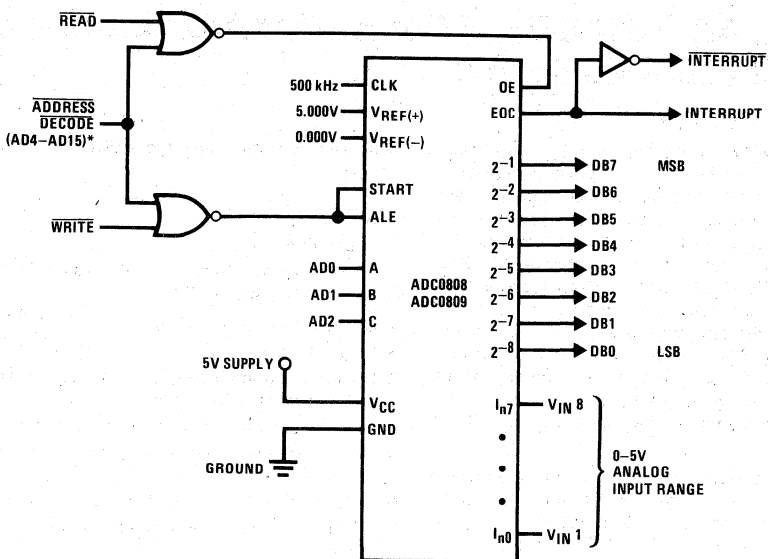 READ
ADDRESS
DECODE
(AD4–AD15)*
WRITE
500 kHz
5.000V
0.000V
AD0
AD1
AD2
5V SUPPLY
GROUND
CLK
VREF(+)
VREF(−)
START
ALE
A
B
C
VCC
GND
ADC0808
ADC0809
OE
EOC
2−1
2−2
2−3
2−4
2−5
2−6
2−7
2−8
In7
In0
INTERRUPT
INTERRUPT
DB7 MSB
DB6
DB5
DB4
DB3
DB2
DB1
DB0 LSB
VIN 8
VIN 1
0–5V
ANALOG
INPUT RANGE